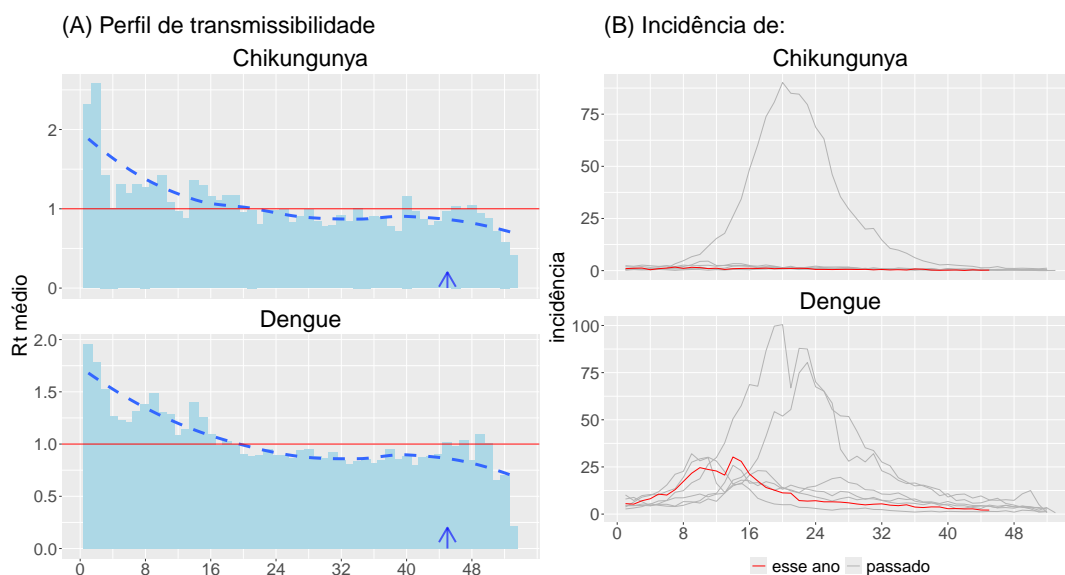 (A) Perfil de transmissibilidade
Chikungunya
2
1
0
Dengue
2.0
1.5
1.0
0.5
0.0
0 8 16 24 32 40 48
Rt médio
(B) Incidência de:
Chikungunya
75
50
25
0
Dengue
100
75
50
25
0
0 8 16 24 32 40 48
incidência
esse ano passado